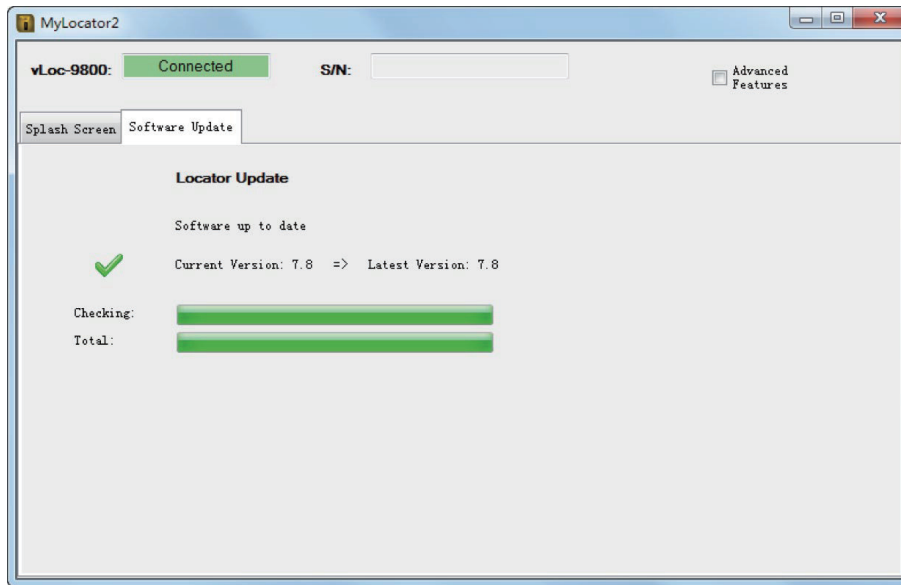 MyLocator2
vLoc-9800: Connected S/N: Advanced
Features
Splash Screen Software Update
Locator Update
Software up to date
Current Version: 7.8 => Latest Version: 7.8
Checking:
Total: